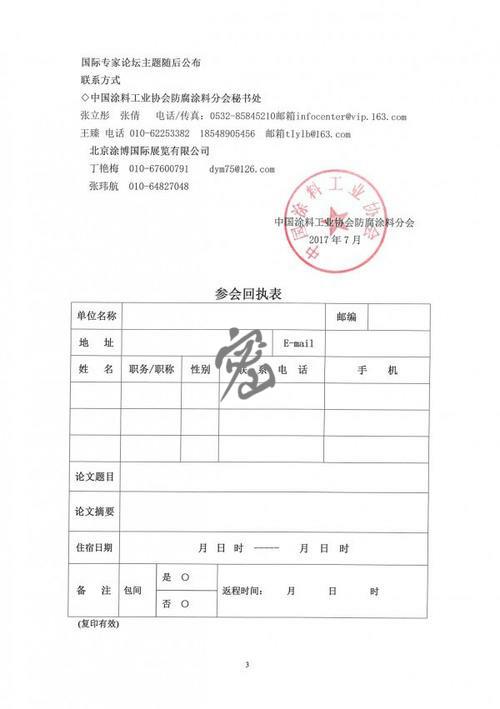 国际专家论坛主题随后公布
联系方式
◇中国涂料工业协会防腐涂料分会秘书处
张立彤 张倩 电话/传真：0532-85845210邮箱infocenter@vip.163.com
王臻 电话 010-62253382 18548905456 邮箱tlylb@163.com
北京涂博国际展览有限公司
丁艳梅 010-67600791 dym75@126.com
张玮航 010-64827048
中国涂料工业协会
中国涂料工业协会防腐涂料分会
2017年7月
参会回执表
单位名称 邮编
地 址 E-mail
姓 名 职务/职称 性别 联 系 电 话 手 机
论文题目
论文摘要
住宿日期 月 日 时 ----- 月 日 时
备 注 包间 是 〇 返程时间： 月 日 时
否 〇
(复印有效)
3